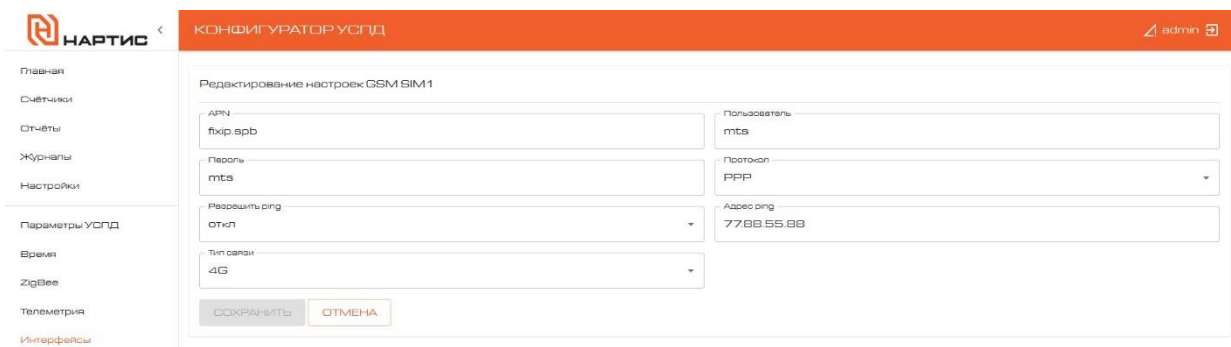 НАРТИС
КОНФИГУРАТОР УСПД
admin
Главная
Счётчики
Отчёты
Журналы
Настройки
Параметры УСПД
Время
ZigBee
Телеметрия
Интерфейсы
Редактирование настроек GSM SIM1
APN
fixip.spb
Пользователь
mts
Пароль
mts
Протокол
PPP
Разрешить ping
откл
Адрес ping
77.88.55.88
Тип связи
4G
СОХРАНИТЬ
ОТМЕНА